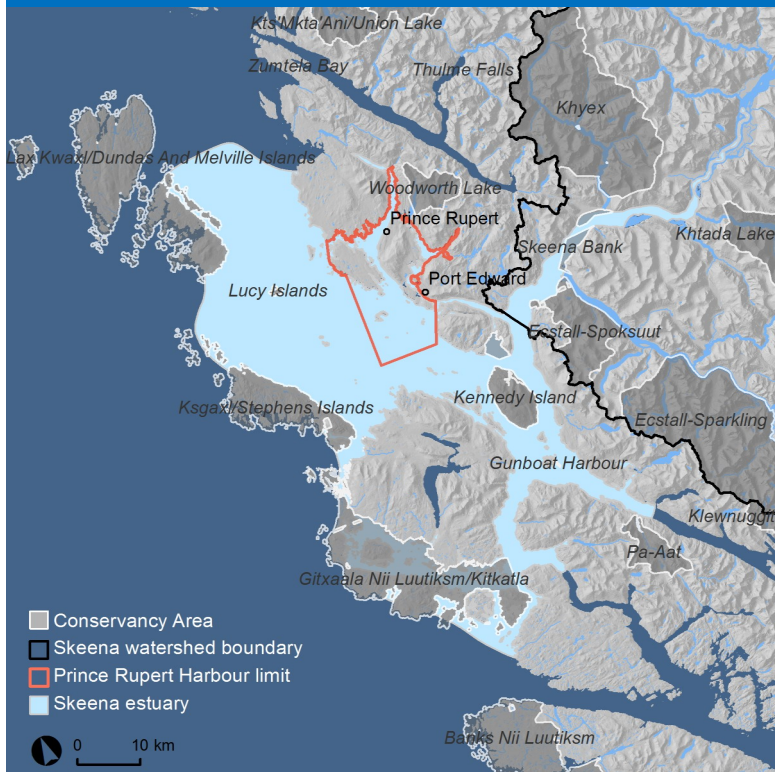 Kts'Mkta'Ani/Union Lake
Zumtela Bay
Thulme Falls
Khyex
Lax Kwaxl/Dundas And Melville Islands
Woodworth Lake
Prince Rupert
Skeena Bank
Khtada Lake
Port Edward
Lucy Islands
Ecstall-Spoksuut
Kennedy Island
Ksgaxl/Stephens Islands
Ecstall-Sparkling
Gunboat Harbour
Klewnuggit
Pa-Aat
Gitxaala Nii Luutiksm/Kitkatla
Conservancy Area
Skeena watershed boundary
Prince Rupert Harbour limit
Skeena estuary
0 10 km
Banks Nii Luutiksm